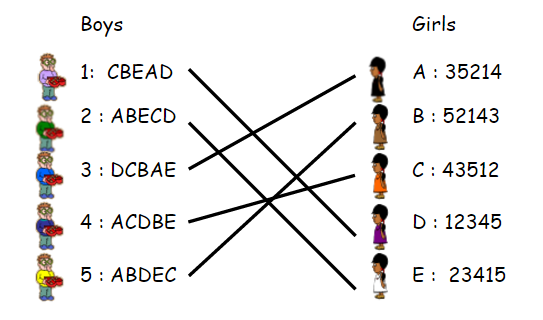 Boys Girls
1: CBEAD A : 35214
2 : ABECD B : 52143
3 : DCBAE C : 43512
4 : ACDBE D : 12345
5 : ABDEC E : 23415